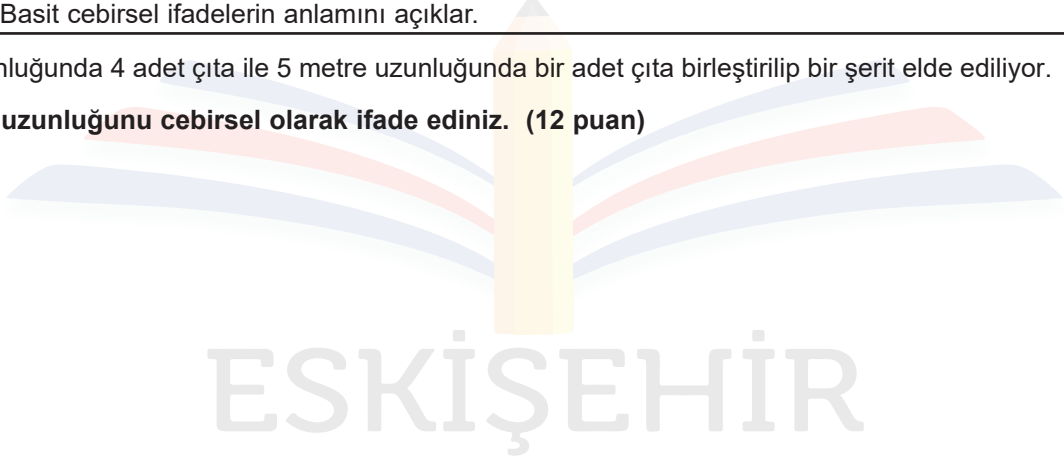 Basit cebirsel ifadelerin anlamını açıklar.
nluğunda 4 adet çıta ile 5 metre uzunluğunda bir adet çıta birleştirilip bir şerit elde ediliyor.
uzunluğunu cebirsel olarak ifade ediniz. (12 puan)
ESKİŞEHİR